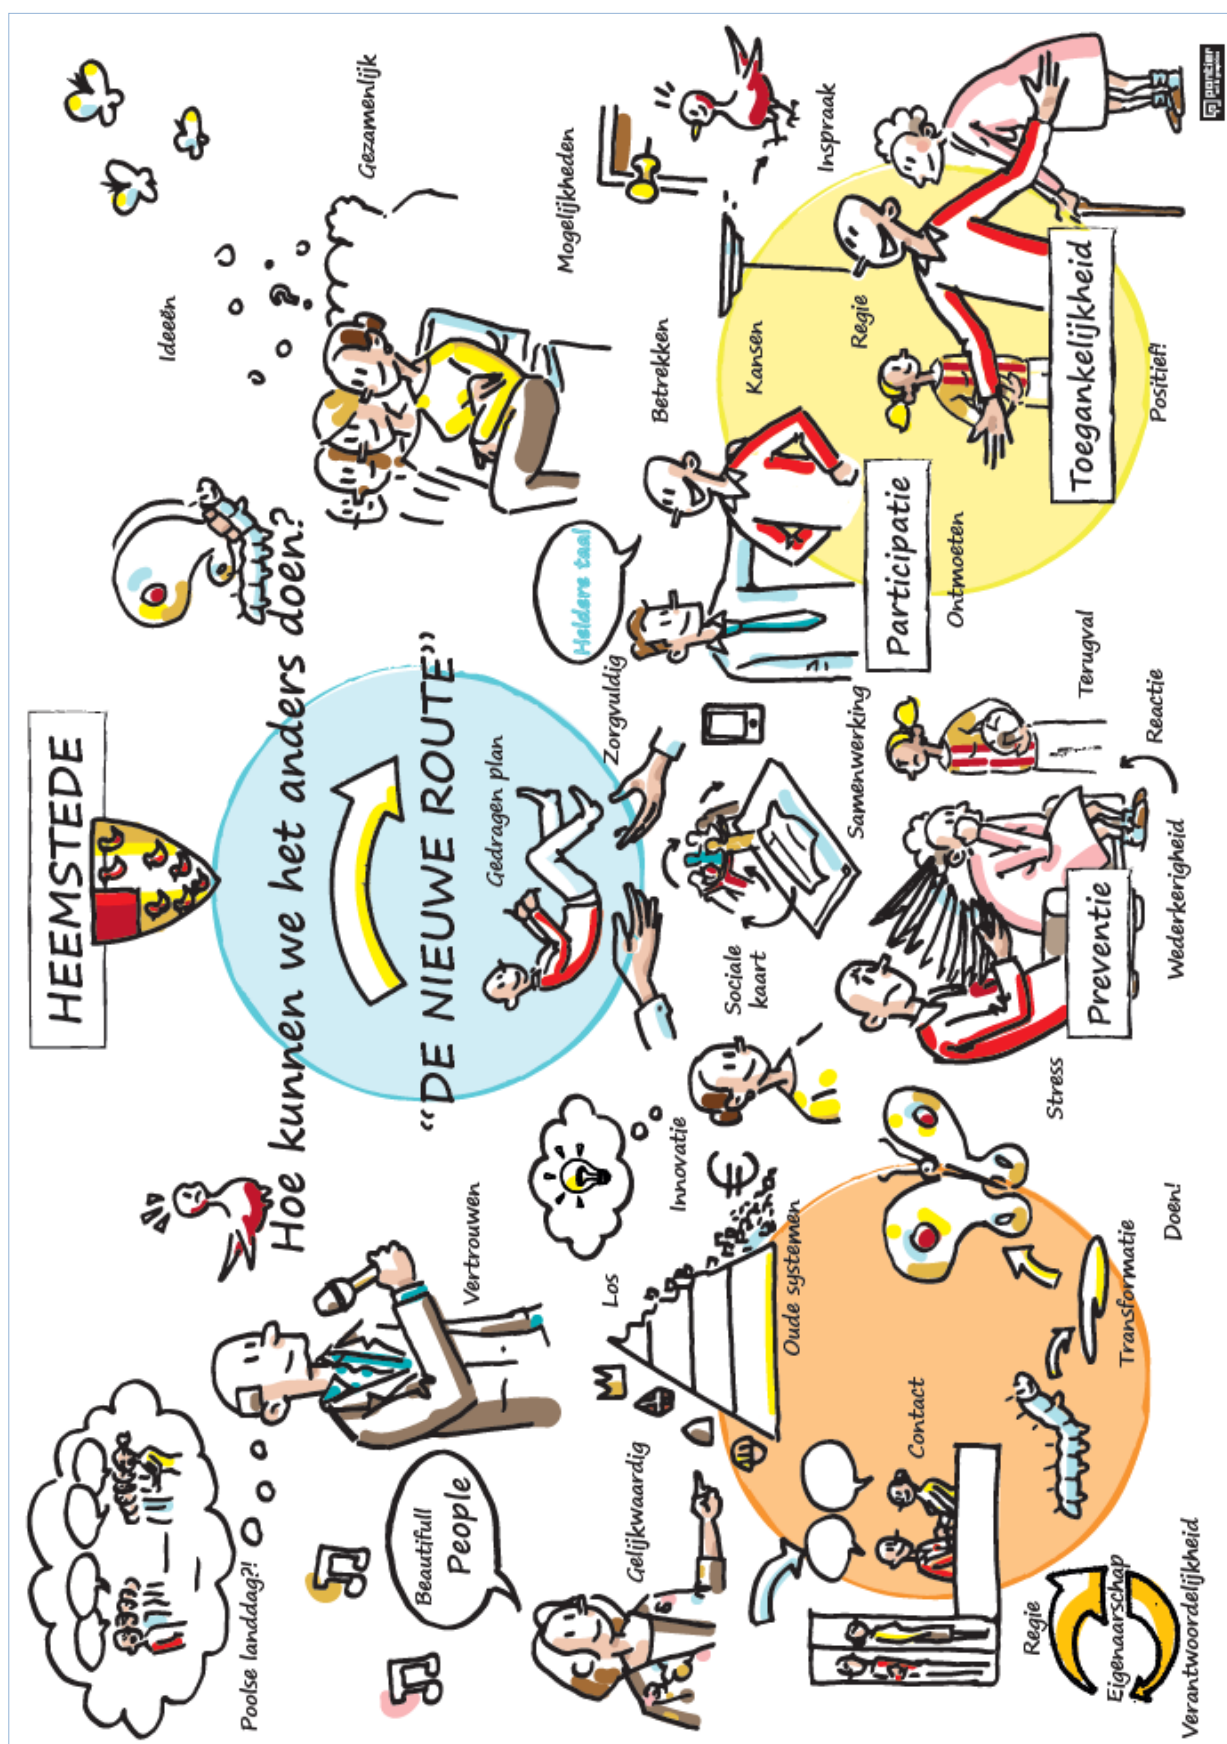 HEEMSTEDE
Hoe kunnen we het anders doen?
"DE NIEUWE ROUTE"
Gedragen plan
Zorgvuldig
Poolse landdag?!
Beautifull
People
Vertrouwen
Ideeën
Gezamenlijk
Mogelijkheden
Heldere taal
Gelijkwaardig
Los
Innovatie
Oude systemen
Sociale
kaart
Samenwerking
Betrekken
Kansen
Inspraak
Regie
Participatie
Ontmoeten
Toegankelijkheid
Positief!
Contact
Transformatie
Doen!
Regie
Eigenaarschap
Verantwoordelijkheid
Stress
Preventie
Wederkerigheid
Terugval
Reactie